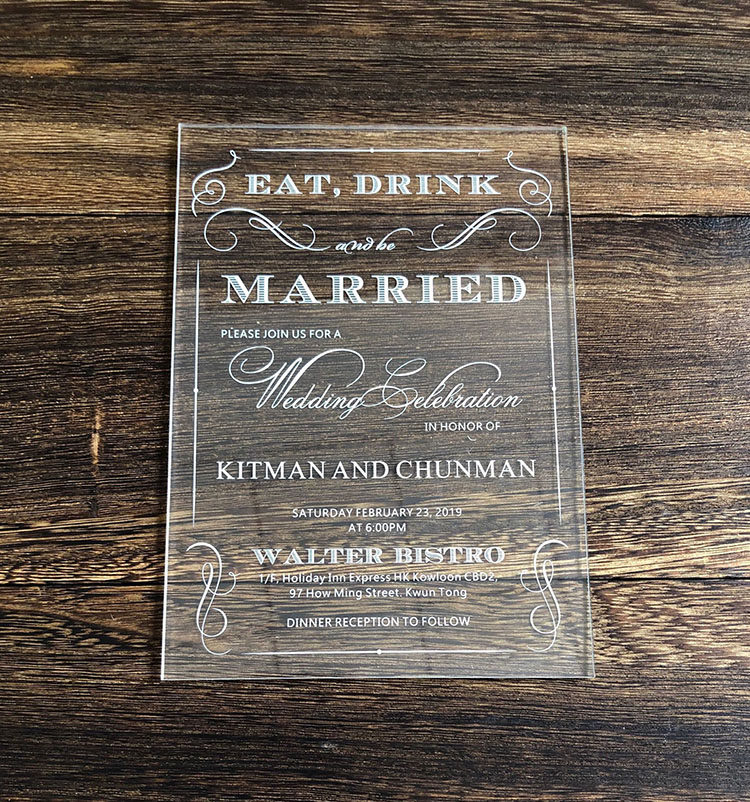 EAT, DRINK
and be
MARRIED
PLEASE JOIN US FOR A
Wedding Celebration
IN HONOR OF
KITMAN AND CHUNMAN
SATURDAY FEBRUARY 23, 2019
AT 6:00PM
WALTER BISTRO
1/F, Holiday Inn Express HK Kowloon CBD2,
97 How Ming Street. Kwun Tong
DINNER RECEPTION TO FOLLOW